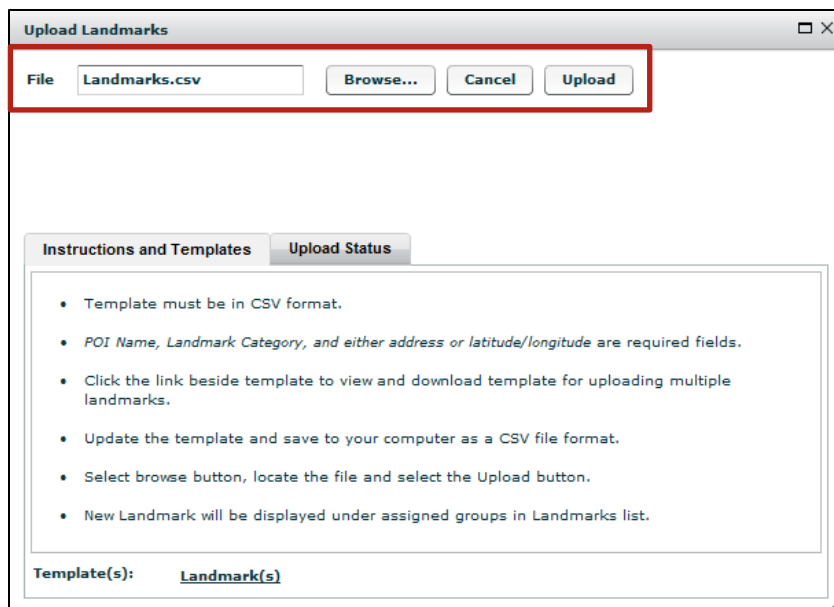 Upload Landmarks
File Landmarks.csv Browse... Cancel Upload
Instructions and Templates Upload Status
• Template must be in CSV format.
• POI Name, Landmark Category, and either address or latitude/longitude are required fields.
• Click the link beside template to view and download template for uploading multiple
landmarks.
• Update the template and save to your computer as a CSV file format.
• Select browse button, locate the file and select the Upload button.
• New Landmark will be displayed under assigned groups in Landmarks list.
Template(s): Landmark(s)